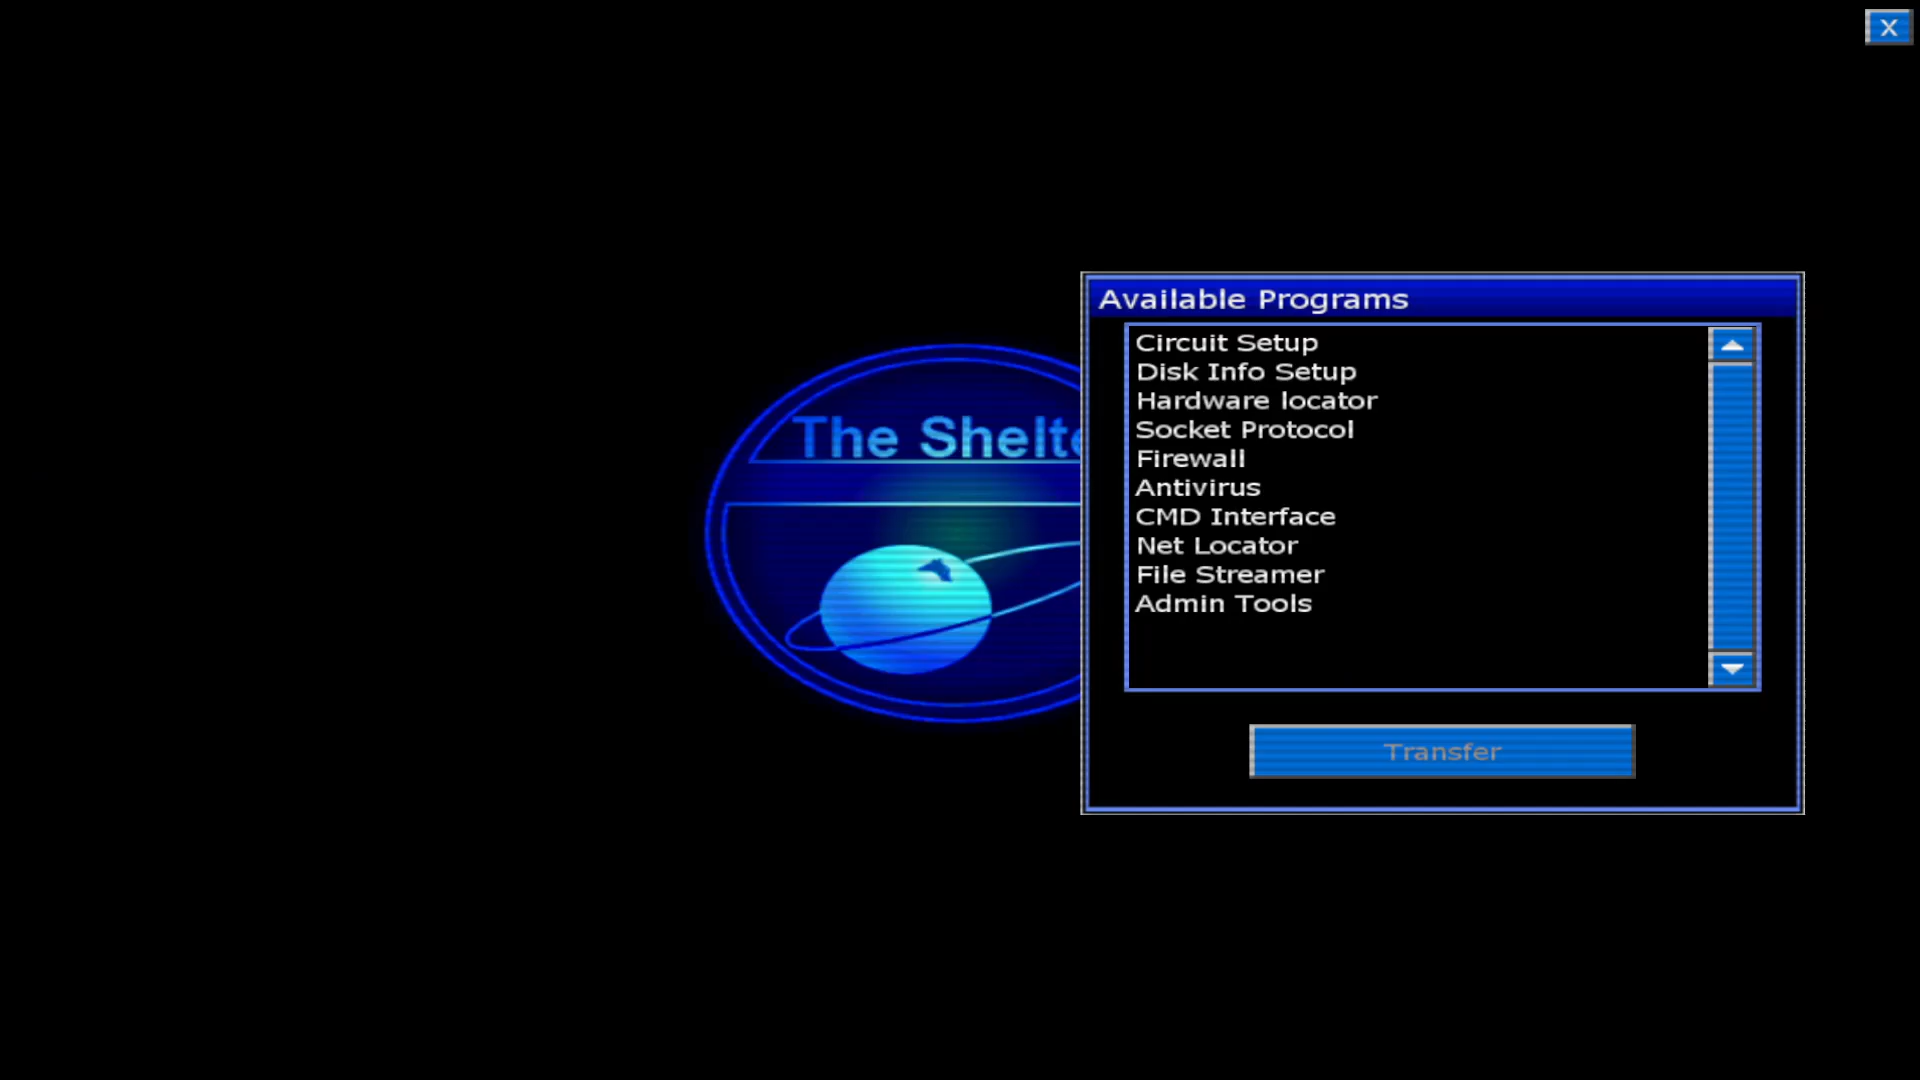 X
Available Programs
Circuit Setup
Disk Info Setup
Hardware locator
Socket Protocol
Firewall
Antivirus
CMD Interface
Net Locator
File Streamer
Admin Tools
Transfer
The Shelte